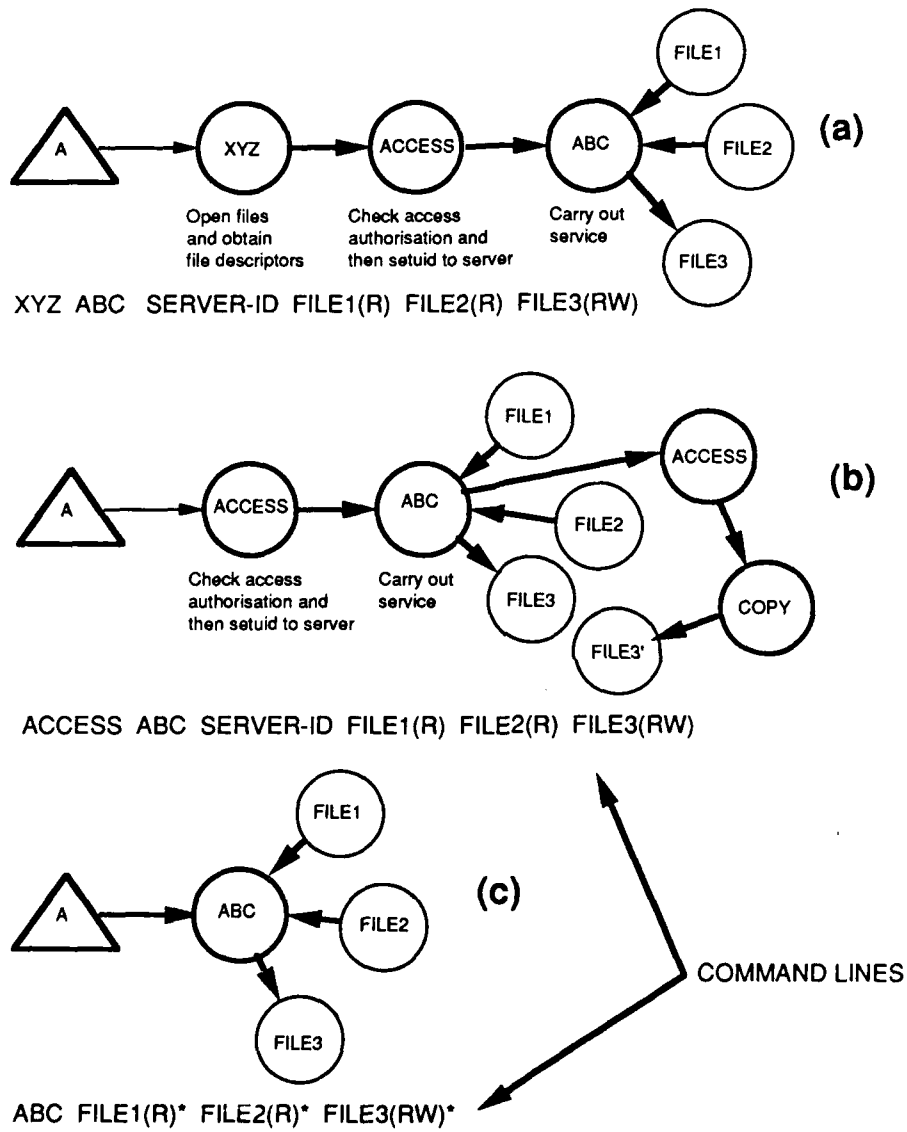 FILE1
(a)
A
XYZ
ACCESS
ABC
FILE2
Open files
and obtain
file descriptors
Check access
authorisation and
then setuid to server
Carry out
service
FILE3
XYZ ABC SERVER-ID FILE1(R) FILE2(R) FILE3(RW)
FILE1
ACCESS
(b)
A
ACCESS
ABC
FILE2
Check access
authorisation and
then setuid to server
Carry out
service
FILE3
COPY
FILE3'
ACCESS ABC SERVER-ID FILE1(R) FILE2(R) FILE3(RW)
FILE1
(c)
A
ABC
FILE2
COMMAND LINES
FILE3
ABC FILE1(R)* FILE2(R)* FILE3(RW)*